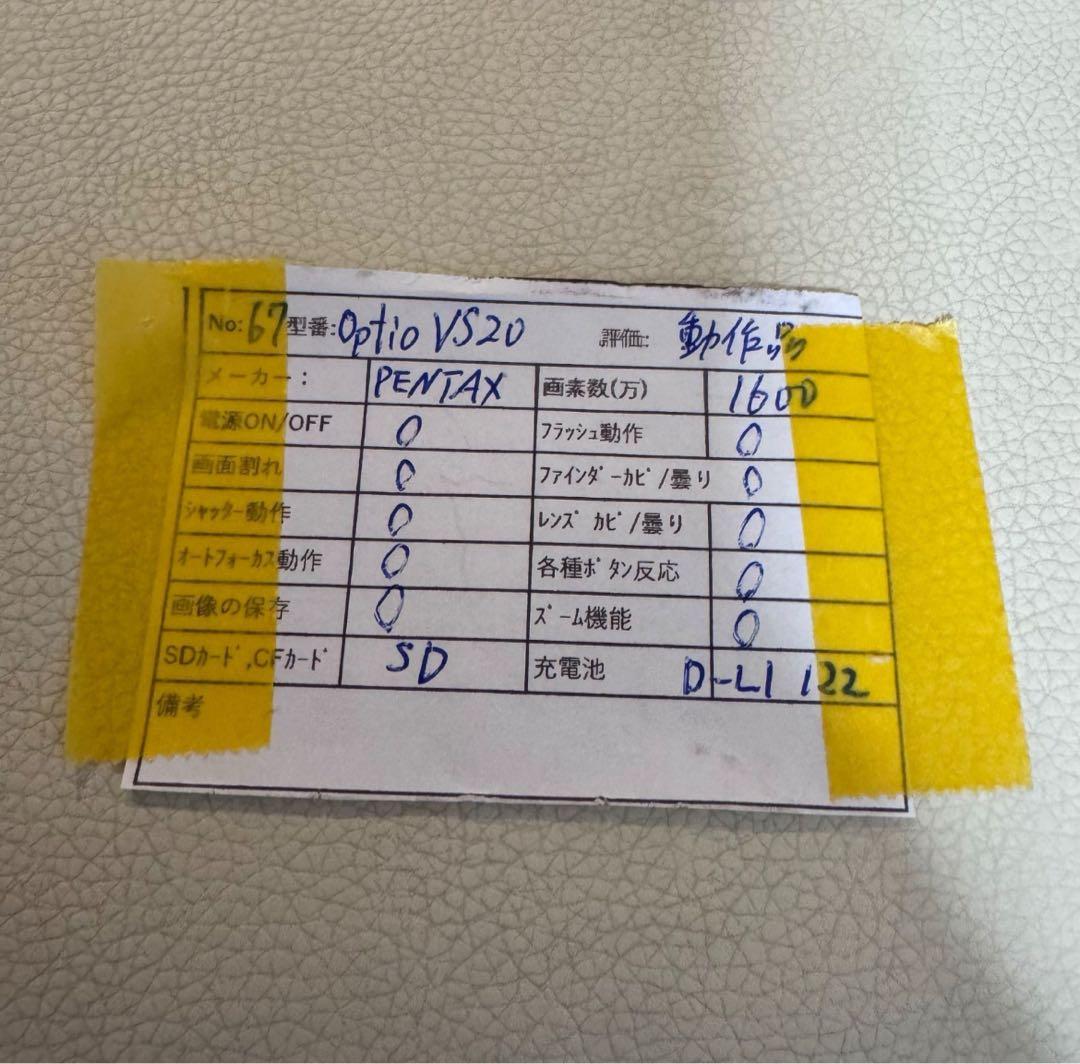 No: 67 型番: Optio VS20 評価: 動作品
メーカー: PENTAX 画素数(万) 1600
電源ON/OFF O フラッシュ動作 O
画面割れ O ファインダーカビ/曇り O
シャッター動作 O レンズカビ/曇り O
オートフォーカス動作 O 各種ボタン反応 O
画像の保存 O ズーム機能 O
SDカード,CFカード SD 充電池 D-LI 122
備考